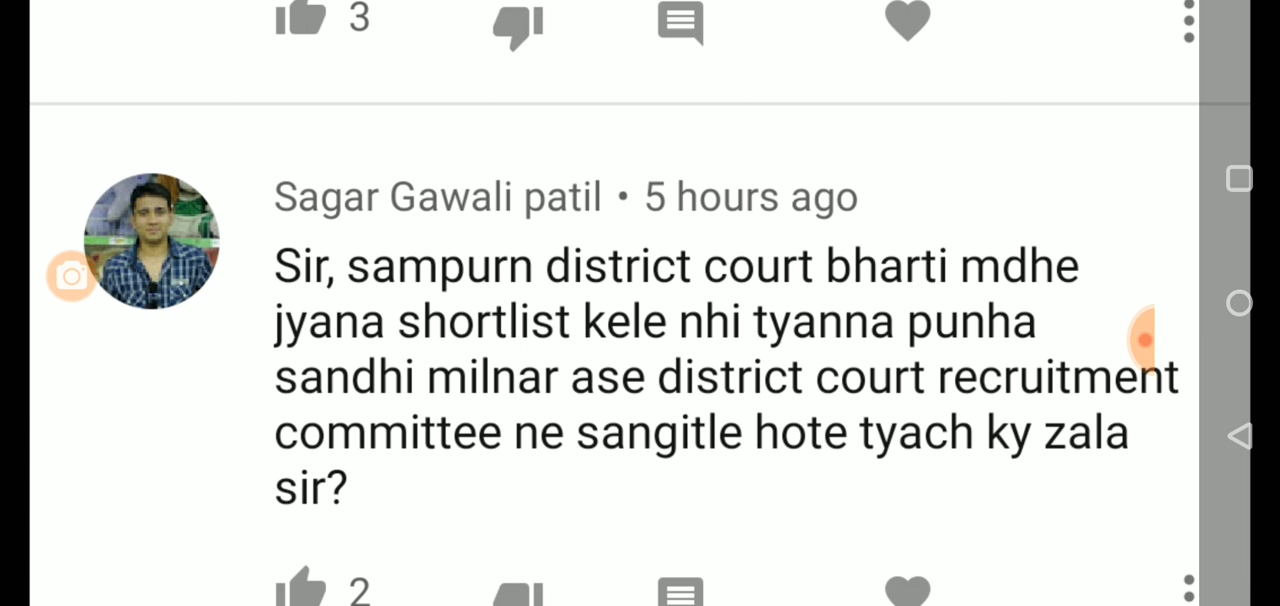 3
Sagar Gawali patil • 5 hours ago
Sir, sampurn district court bharti mdhe
jyana shortlist kele nhi tyanna punha
sandhi milnar ase district court recruitment
committee ne sangitle hote tyach ky zala
sir?
2